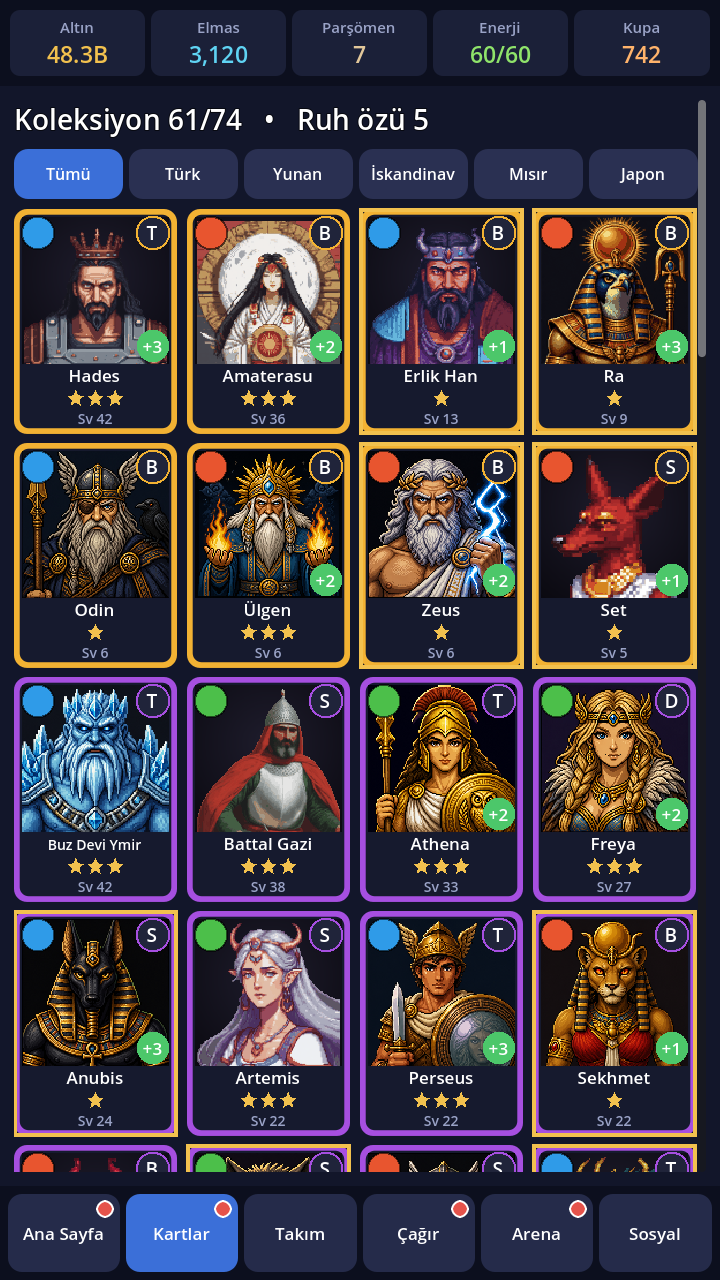 Altın Elmas Parşömen Enerji Kupa
48.3B 3,120 7 60/60 742
Koleksiyon 61/74 • Ruh özü 5
Tümü Türk Yunan İskandinav Mısır Japon
T B B B
+3 +2 +1 +3
Hades Amaterasu Erlik Han Ra
Sv 42 Sv 36 Sv 13 Sv 9
B B B S
+2 +2 +1
Odin Ülgen Zeus Set
Sv 6 Sv 6 Sv 6 Sv 5
T S T D
+2 +2
Buz Devi Ymir Battal Gazi Athena Freya
Sv 42 Sv 38 Sv 33 Sv 27
S S T B
+3 +3 +1
Anubis Artemis Perseus Sekhmet
Sv 24 Sv 22 Sv 22 Sv 22
B S S T
Ana Sayfa Kartlar Takım Çağır Arena Sosyal